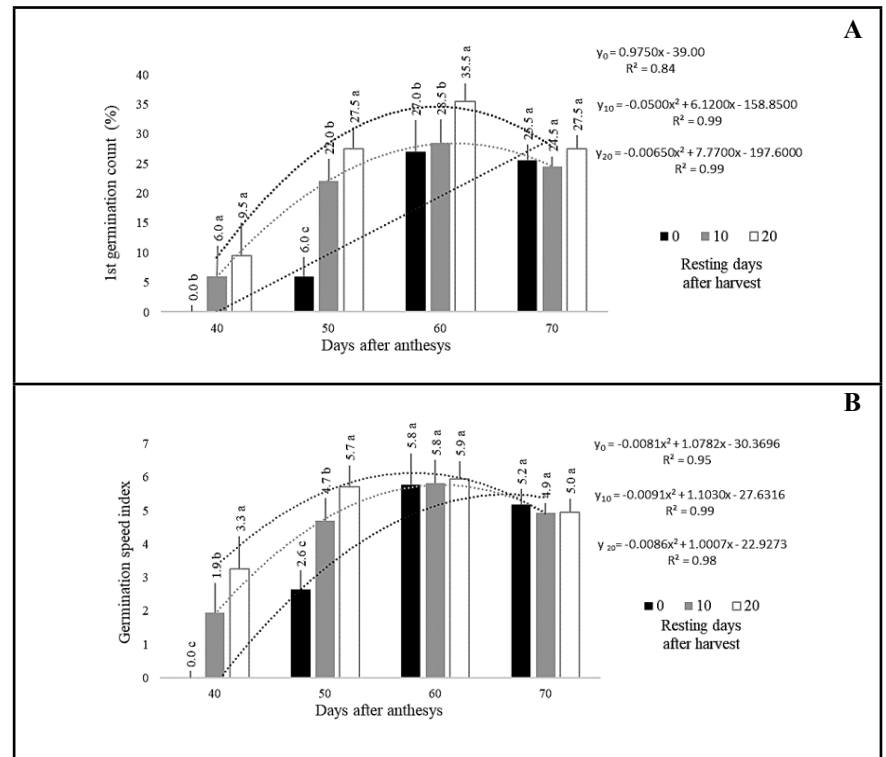 A
y0 = 0.9750x - 39.00
R² = 0.84
y10 = -0.0500x² + 6.1200x - 158.8500
R² = 0.99
y20 = -0.00650x² + 7.7700x - 197.6000
R² = 0.99
1st germination count (%)
40
35
30
25
20
15
10
5
0
0.0 b
6.0 a
9.5 a
6.0 c
22.0 b
27.5 a
27.0 b
28.5 b
35.5 a
25.5 a
24.5 a
27.5 a
40 50 60 70
Days after anthesys
0 10 20
Resting days
after harvest
B
y0 = -0.0081x² + 1.0782x - 30.3696
R² = 0.95
y10 = -0.0091x² + 1.1030x - 27.6316
R² = 0.99
y 20 = -0.0086x² + 1.0007x - 22.9273
R² = 0.98
Germination speed index
7
6
5
4
3
2
1
0
0.0 c
1.9 b
3.3 a
2.6 c
4.7 b
5.7 a
5.8 a
5.8 a
5.9 a
5.2 a
4.9 a
5.0 a
40 50 60 70
Days after anthesys
0 10 20
Resting days
after harvest